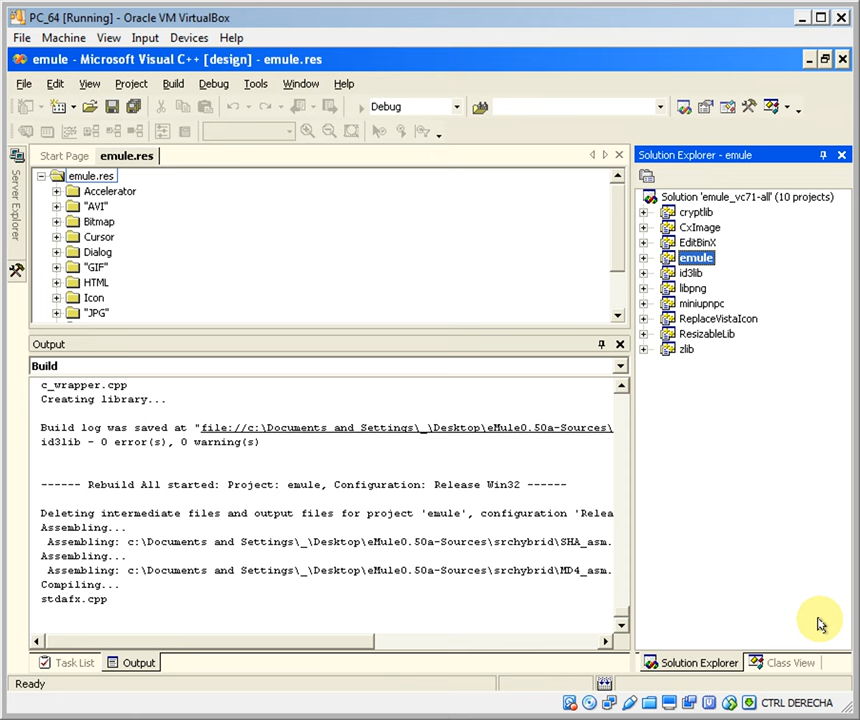 PC_64 [Running] - Oracle VM VirtualBox
File Machine View Input Devices Help
emule - Microsoft Visual C++ [design] - emule.res
File Edit View Project Build Debug Tools Window Help
Debug
Start Page emule.res
Solution Explorer - emule
Server Explorer
emule.res
Accelerator
"AVI"
Bitmap
Cursor
Dialog
"GIF"
HTML
Icon
"JPG"
Solution 'emule_vc71-all' (10 projects)
cryptlib
CxImage
EditBinX
emule
id3lib
libpng
miniupnpc
ReplaceVistaIcon
ResizableLib
zlib
Output
Build
c_wrapper.cpp
Creating library...
Build log was saved at "file://c:\Documents and Settings\_\Desktop\eMule0.50a-Sources\
id3lib - 0 error(s), 0 warning(s)
------ Rebuild All started: Project: emule, Configuration: Release Win32 ------
Deleting intermediate files and output files for project 'emule', configuration 'Relea
Assembling...
Assembling: c:\Documents and Settings\_\Desktop\eMule0.50a-Sources\srchybrid\SHA_asm.
Assembling...
Assembling: c:\Documents and Settings\_\Desktop\eMule0.50a-Sources\srchybrid\MD4_asm.
Compiling...
stdafx.cpp
Task List Output
Solution Explorer Class View
Ready
CTRL DERECHA